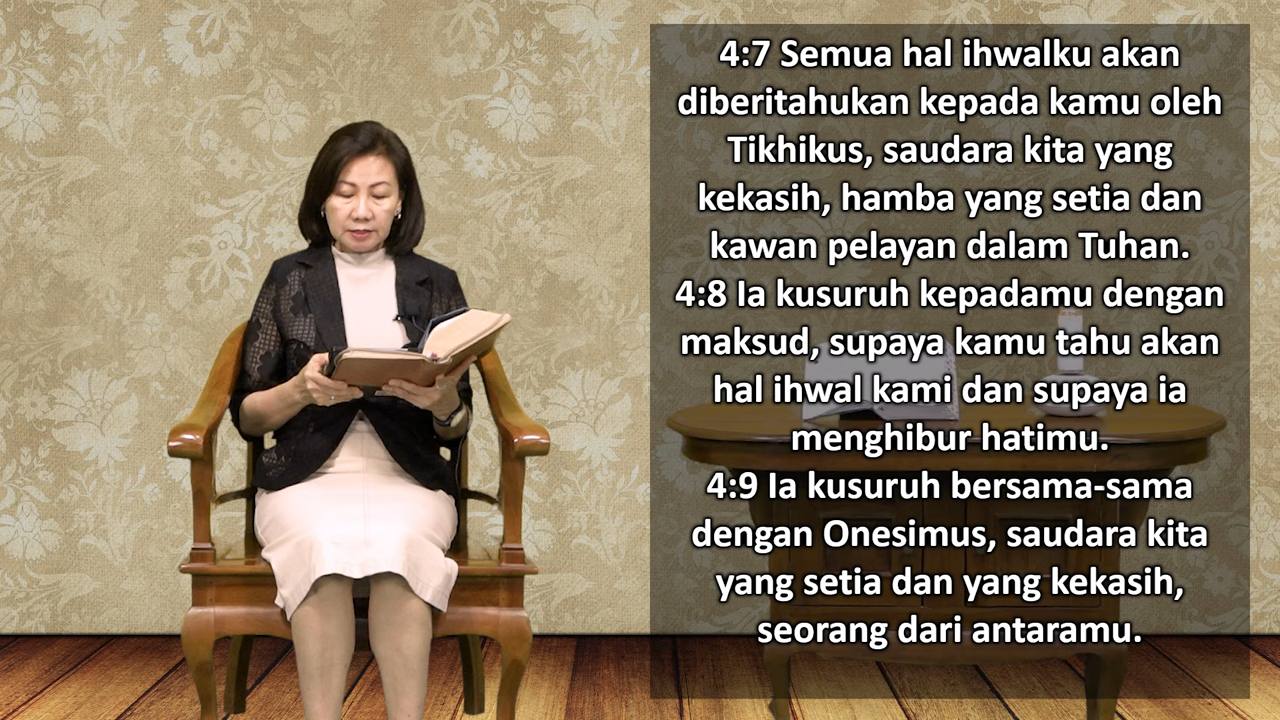 4:7 Semua hal ihwalku akan
diberitahukan kepada kamu oleh
Tikhikus, saudara kita yang
kekasih, hamba yang setia dan
kawan pelayan dalam Tuhan.
4:8 Ia kusuruh kepadamu dengan
maksud, supaya kamu tahu akan
hal ihwal kami dan supaya ia
menghibur hatimu.
4:9 Ia kusuruh bersama-sama
dengan Onesimus, saudara kita
yang setia dan yang kekasih,
seorang dari antaramu.